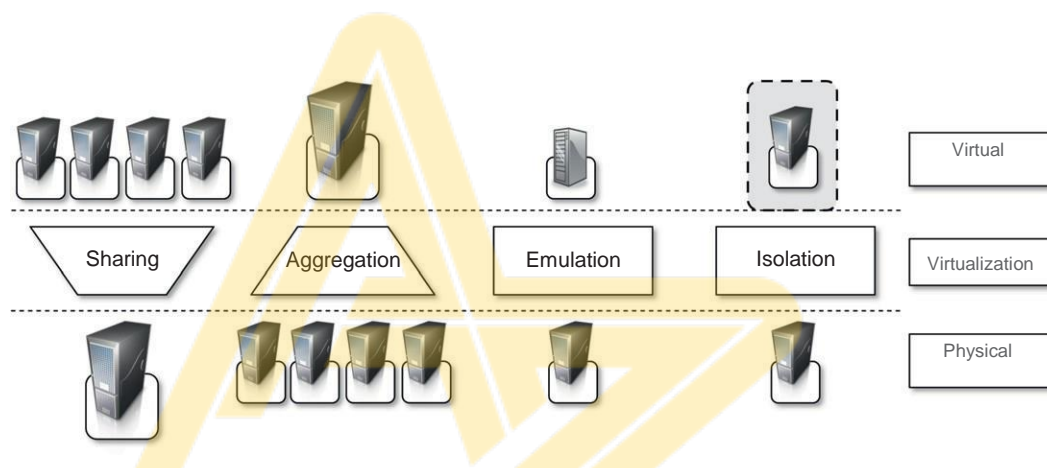 Virtual
Sharing
Aggregation
Emulation
Isolation
Virtualization
Physical